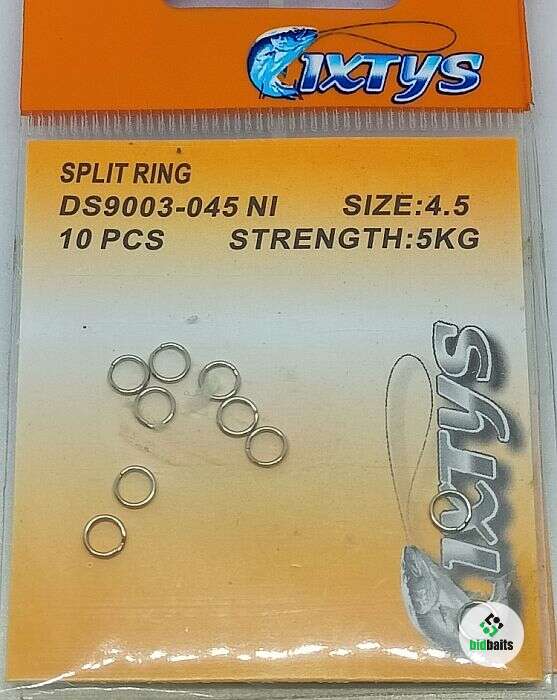 IXTYS
SPLIT RING
DS9003-045 NI SIZE:4.5
10 PCS STRENGTH:5KG
IXTYS
bidbaits